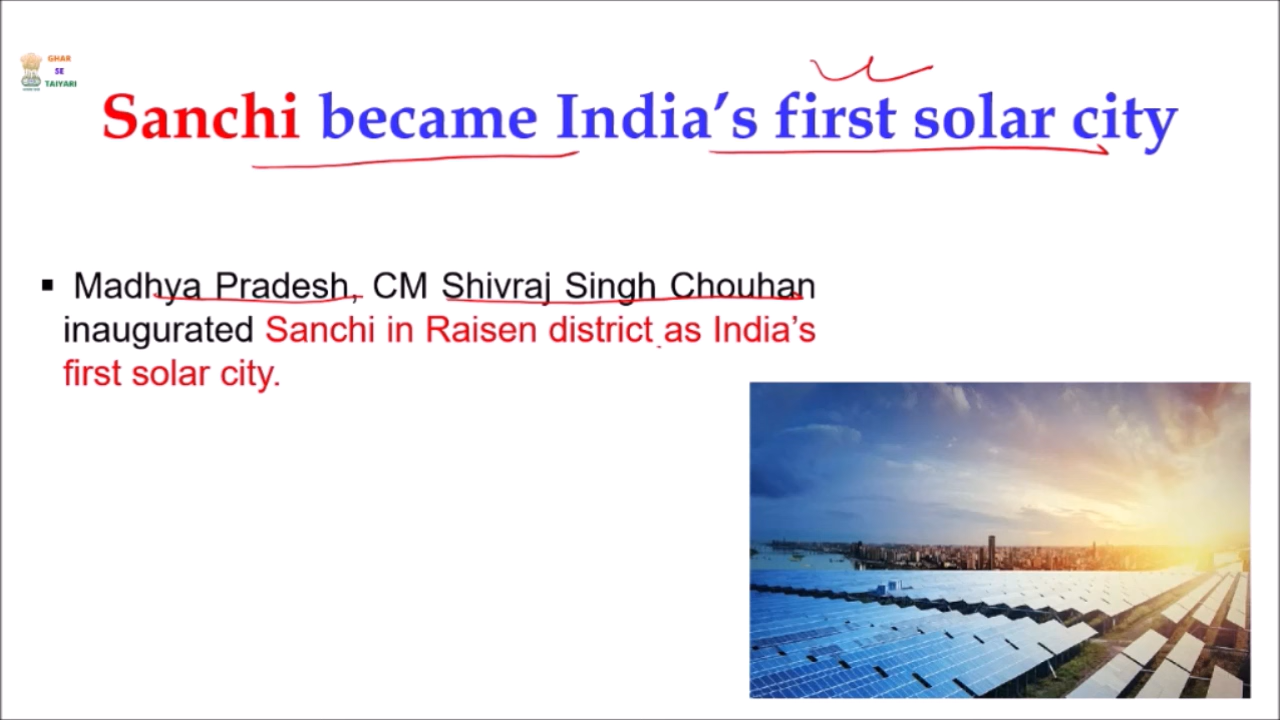 GHAR
SE
TAIYARI
Sanchi became India’s first solar city
▪ Madhya Pradesh, CM Shivraj Singh Chouhan
inaugurated Sanchi in Raisen district as India’s
first solar city.